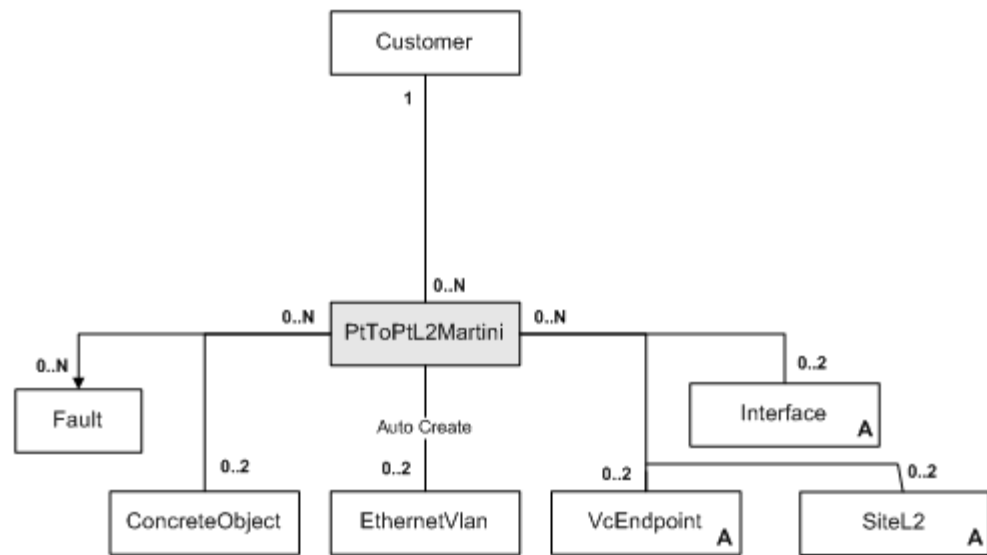 Customer
1
0..N
0..N
PtToPtL2Martini
0..N
0..N
0..2
Fault
Interface
A
Auto Create
0..2
0..2
0..2
0..2
ConcreteObject
EthernetVlan
VcEndpoint
A
SiteL2
A